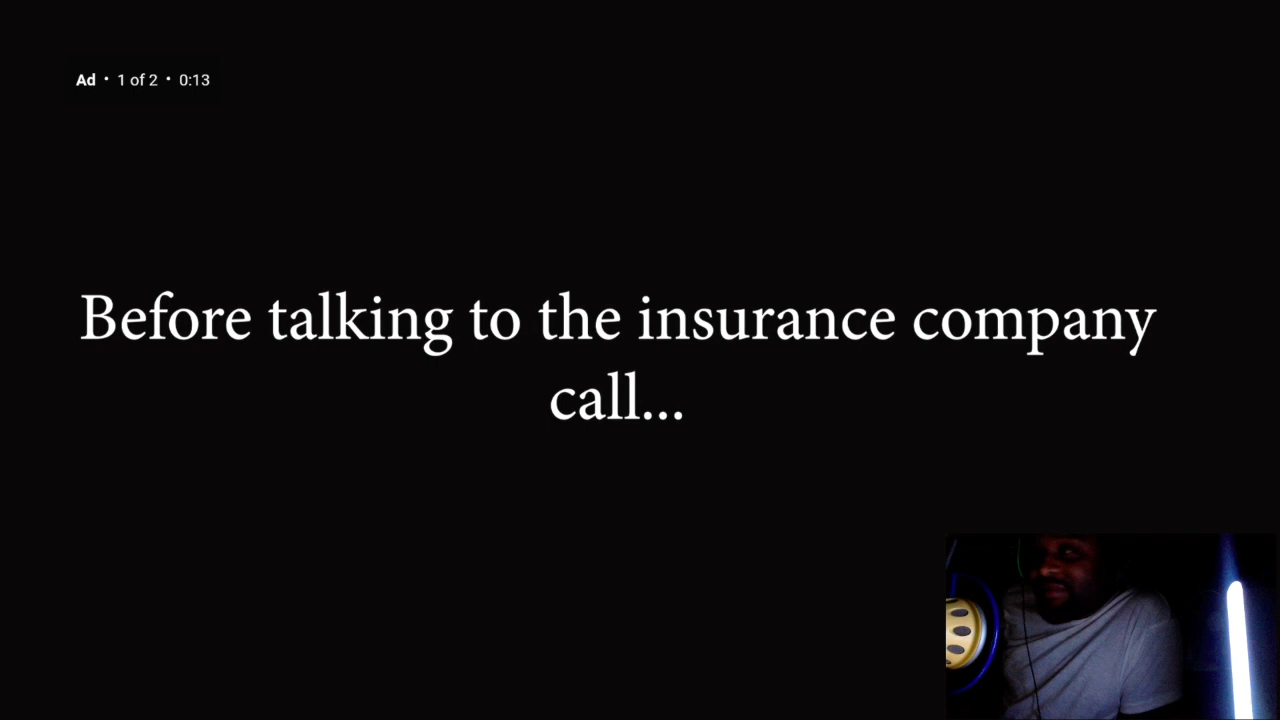 Ad • 1 of 2 • 0:13
Before talking to the insurance company
call...